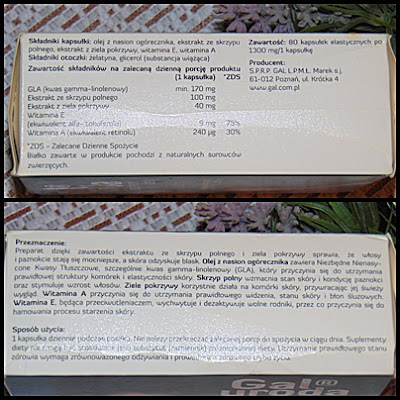 Składniki kapsułki: olej z nasion ogórecznika, ekstrakt ze skrzypu
polnego, ekstrakt z ziela pokrzywy, witamina E, witamina A
Składniki otoczki: żelatyna, glicerol (substancja wiążąca)
Zawartość składników na zalecaną dzienną porcję produktu
(1 kapsułka) *ZDS
GLA (kwas gamma-linolenowy) min. 170 mg
Ekstrakt ze skrzypu polnego 100 mg
Ekstrakt z ziela pokrzywy 40 mg
Witamina E
(ekwiwalent alfa-tokoferolu) 9 mg 75%
Witamina A (ekwiwalent retinolu) 240 µg 30%
*ZDS – Zalecane Dzienne Spożycie
Białko zawarte w produkcie pochodzi z naturalnych surowców
zwierzęcych.
Zawartość: 80 kapsułek elastycznych po
1300 mg/1 kapsułkę
Producent:
S.P.R.P. GAL L.P.M.Ł. Marek s.j.
61-012 Poznań, ul. Krótka 4
www.gal.com.pl
Przeznaczenie:
Preparat dzięki zawartości ekstraktu ze skrzypu polnego i ziela pokrzywy sprawia, że włosy
i paznokcie stają się mocniejsze, a skóra odzyskuje blask. Olej z nasion ogórecznika zawiera Niezbędne Nienasy-
cone Kwasy Tłuszczowe, szczególnie kwas gamma-linolenowy (GLA), który przyczynia się do utrzymania
prawidłowej struktury komórek i elastyczności skóry. Skrzyp polny wzmacnia stan skóry i kondycję paznokci
oraz stymuluje wzrost włosów. Ziele pokrzywy korzystnie działa na komórki skóry, przywracając jej świeży
wygląd. Witamina A przyczynia się do utrzymania prawidłowego widzenia, stanu skóry i błon śluzowych.
Witamina E, będąca przeciwutleniaczem, wychwytuje i dezaktywuje wolne rodniki, przez co przyczynia się do
hamowania procesu starzenia skóry.
Sposób użycia:
1 kapsułka dziennie podczas posiłku. Nie należy przekraczać zalecanej porcji do spożycia w ciągu dnia. Suplementy
diety nie mogą być stosowane jako substytut (zamiennik) zróżnicowanej diety. Utrzymanie prawidłowego stanu
zdrowia wymaga zrównoważonego odżywiania i prowadzenia zdrowego trybu życia.
Gal®
uroda